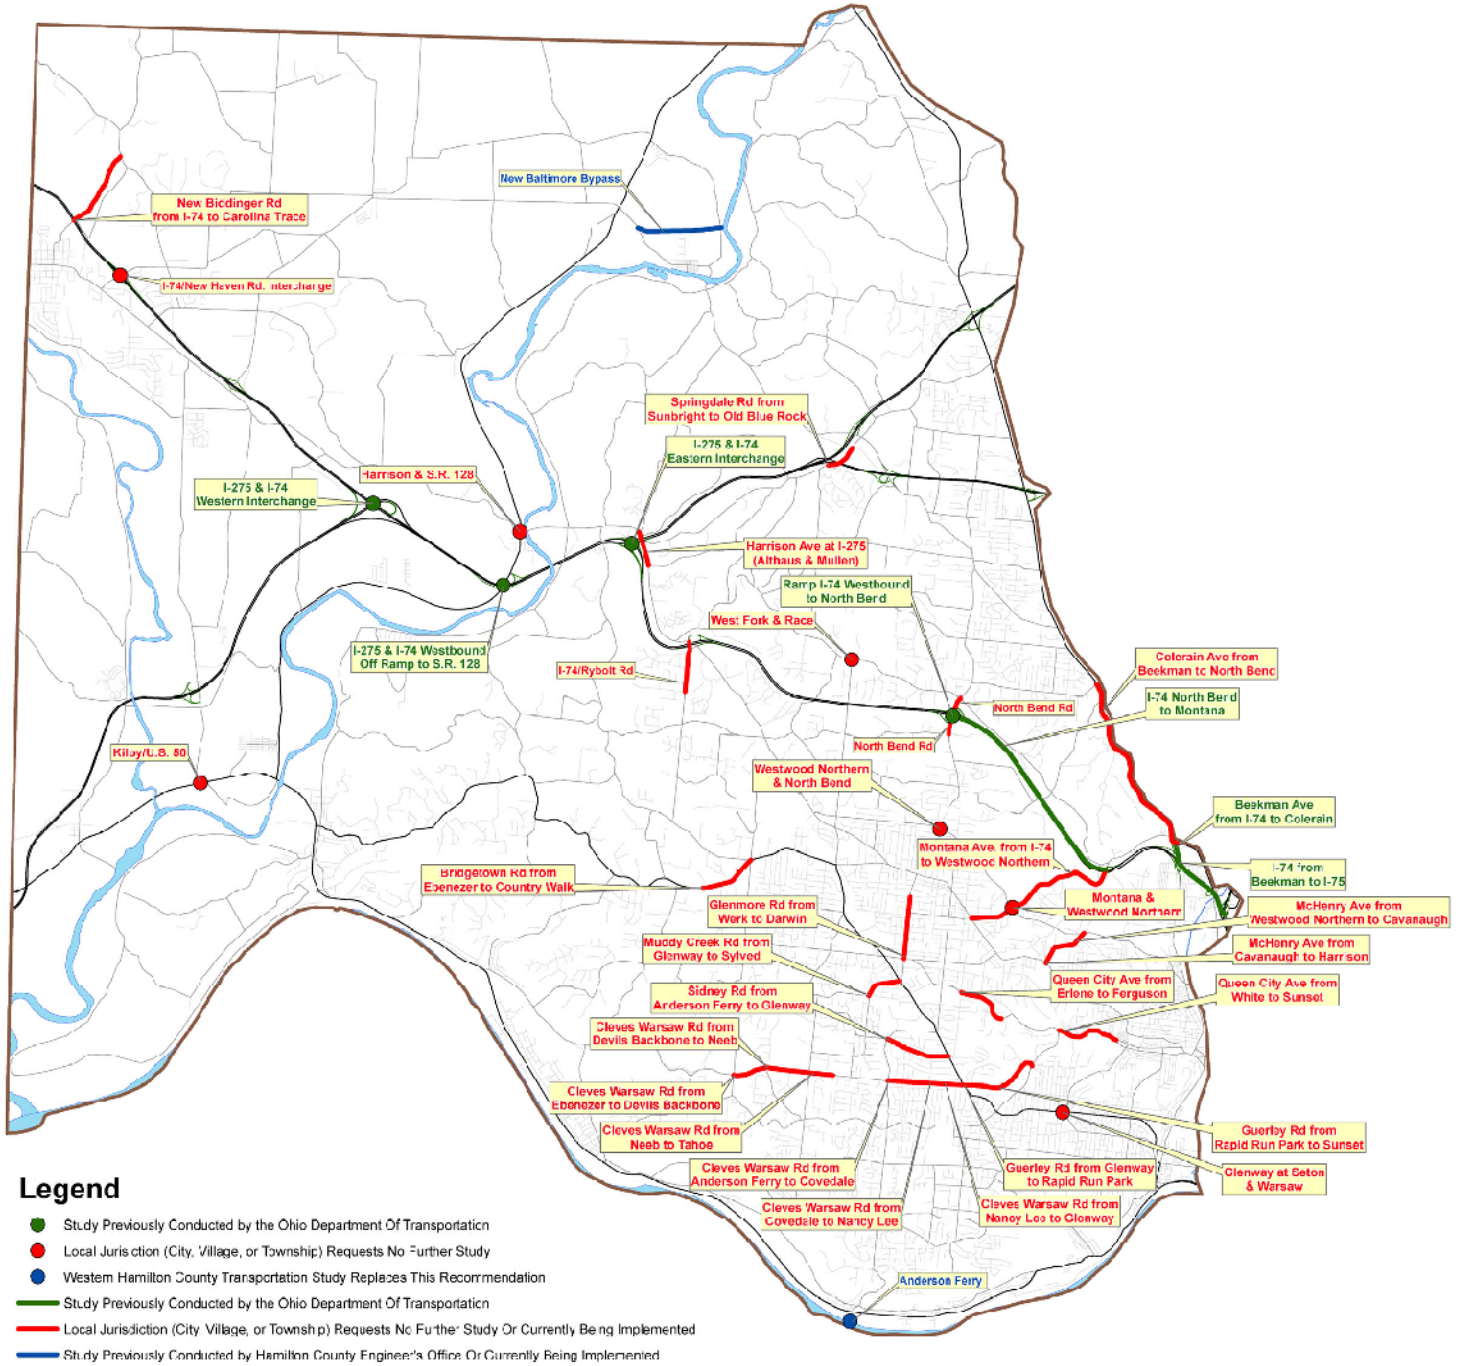 New Baltimore Bypass
New Biddinger Rd
from I-74 to Carolina Trace
I-74/New Haven Rd. Interchange
Springdale Rd from
Sunbright to Old Blue Rock
I-275 & I-74
Eastern Interchange
Harrison & S.R. 128
I-275 & I-74
Western Interchange
Harrison Ave at I-275
(Althaus & Mullen)
Ramp I-74 Westbound
to North Bend
West Fork & Race
I-275 & I-74 Westbound
Off Ramp to S.R. 128
I-74/Rybolt Rd
Colerain Ave from
Beekman to North Bend
I-74 North Bend
to Montana
North Bend Rd
North Bend Rd
Kilby/U.S. 50
Westwood Northern
& North Bend
Beekman Ave
from I-74 to Colerain
Montana Ave, from I-74
to Westwood Northern
I-74 from
Beekman to I-75
Bridgetown Rd from
Ebenezer to Country Walk
Montana &
Westwood Northern
Glenmore Rd from
Werk to Darwin
McHenry Ave from
Westwood Northern to Cavanaugh
Muddy Creek Rd from
Glenway to Sylved
McHenry Ave from
Cavanaugh to Harrison
Queen City Ave from
Erlene to Ferguson
Queen City Ave from
White to Sunset
Sidney Rd from
Anderson Ferry to Glenway
Cleves Warsaw Rd from
Devils Backbone to Neeb
Cleves Warsaw Rd from
Ebenezer to Devils Backbone
Cleves Warsaw Rd from
Neeb to Tahoe
Guerley Rd from
Rapid Run Park to Sunset
Cleves Warsaw Rd from
Anderson Ferry to Covedale
Guerley Rd from Glenway
to Rapid Run Park
Glenway at Seton
& Warsaw
Cleves Warsaw Rd from
Covedale to Nancy Lee
Cleves Warsaw Rd from
Nancy Lee to Glenway
Anderson Ferry
Legend
Study Previously Conducted by the Ohio Department Of Transportation
Local Jurisdiction (City, Village, or Township) Requests No Further Study
Western Hamilton County Transportation Study Replaces This Recommendation
Study Previously Conducted by the Ohio Department Of Transportation
Local Jurisdiction (City, Village, or Township) Requests No Further Study Or Currently Being Implemented
Study Previously Conducted by Hamilton County Engineer's Office Or Currently Being Implemented